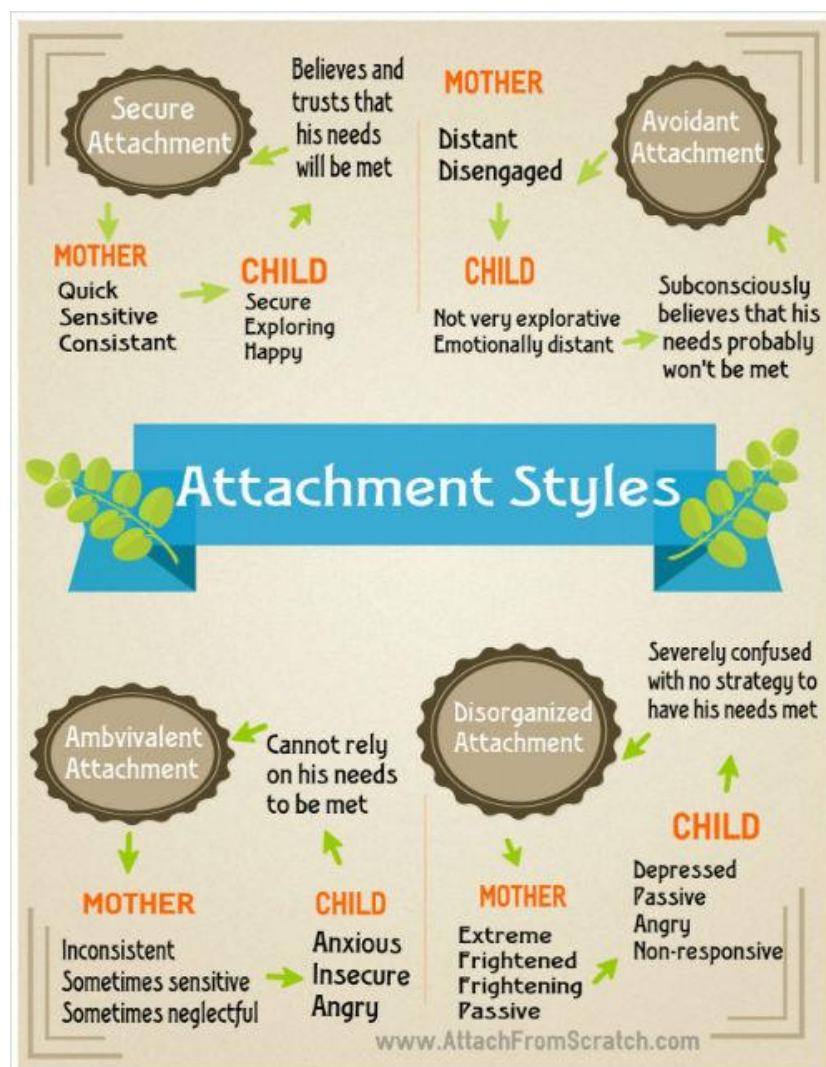 Secure
Attachment
MOTHER
Quick
Sensitive
Consistant
CHILD
Secure
Exploring
Happy
Believes and
trusts that
his needs
will be met
Avoidant
Attachment
MOTHER
Distant
Disengaged
CHILD
Not very explorative
Emotionally distant
Subconsciously
believes that his
needs probably
won't be met
Attachment Styles
Ambvivalent
Attachment
MOTHER
Inconsistent
Sometimes sensitive
Sometimes neglectful
CHILD
Anxious
Insecure
Angry
Cannot rely
on his needs
to be met
Disorganized
Attachment
MOTHER
Extreme
Frightened
Frightening
Passive
CHILD
Depressed
Passive
Angry
Non-responsive
Severely confused
with no strategy to
have his needs met
www.AttachFromScratch.com